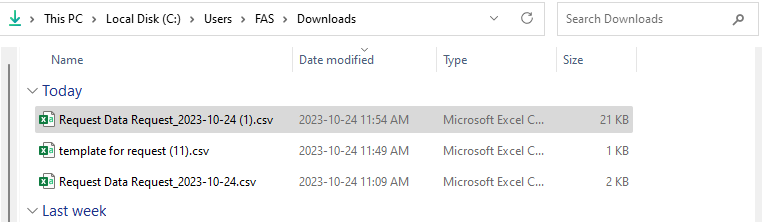 This PC > Local Disk (C:) > Users > FAS > Downloads
Search Downloads
Name Date modified Type Size
Today
Request Data Request_2023-10-24 (1).csv 2023-10-24 11:54 AM Microsoft Excel C... 21 KB
template for request (11).csv 2023-10-24 11:49 AM Microsoft Excel C... 1 KB
Request Data Request_2023-10-24.csv 2023-10-24 11:09 AM Microsoft Excel C... 2 KB
Last week